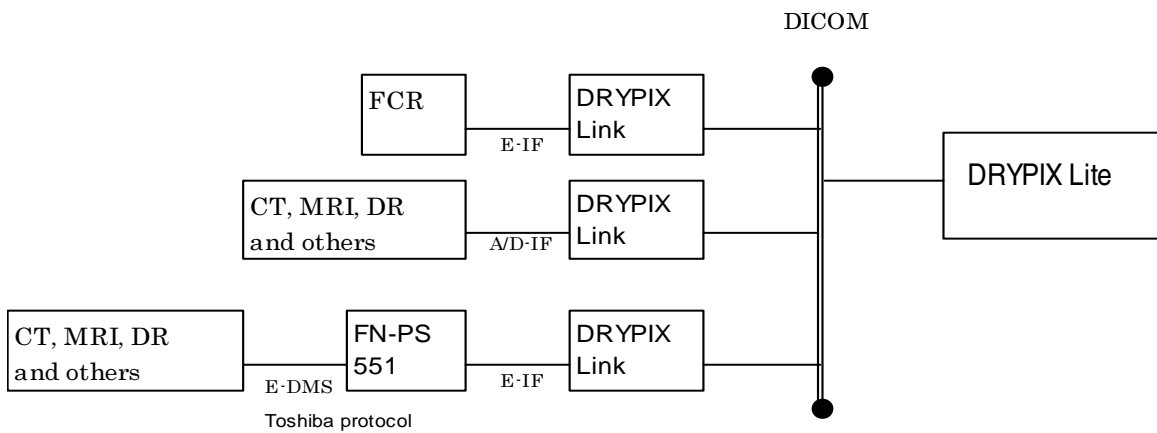 DICOM
FCR
E-IF
DRYPIX
Link
DRYPIX Lite
CT, MRI, DR
and others
A/D-IF
DRYPIX
Link
CT, MRI, DR
and others
E-DMS
Toshiba protocol
FN-PS
551
E-IF
DRYPIX
Link